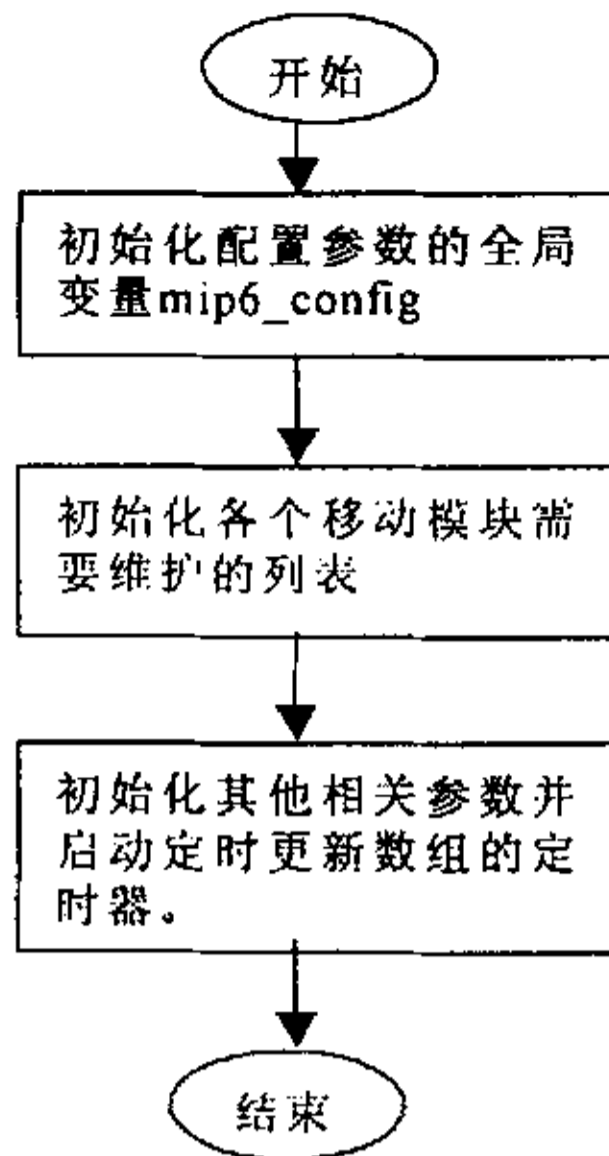 开始
初始化配置参数的全局
变量mip6_config
初始化各个移动模块需
要维护的列表
初始化其他相关参数并
启动定时更新数组的定
时器。
结束